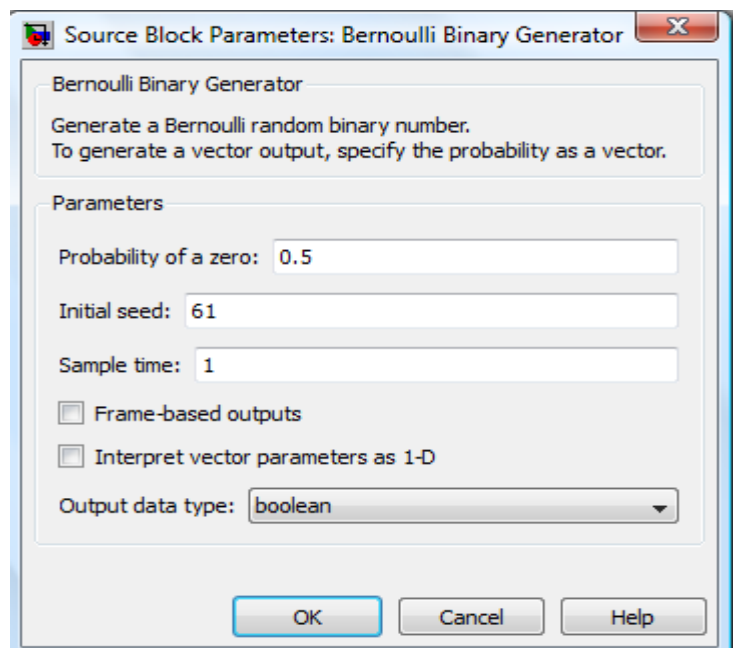 Source Block Parameters: Bernoulli Binary Generator
Bernoulli Binary Generator
Generate a Bernoulli random binary number.
To generate a vector output, specify the probability as a vector.
Parameters
Probability of a zero: 0.5
Initial seed: 61
Sample time: 1
Frame-based outputs
Interpret vector parameters as 1-D
Output data type: boolean
OK Cancel Help